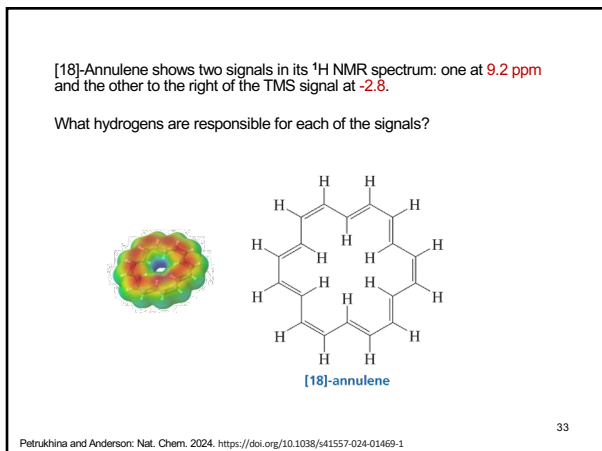 [18]-Annulene shows two signals in its ¹H NMR spectrum: one at 9.2 ppm
and the other to the right of the TMS signal at -2.8.
What hydrogens are responsible for each of the signals?
H H
H H
H
H H H H
H H H H
H
H H
H H
[18]-annulene
33
Petrukhina and Anderson: Nat. Chem. 2024. https://doi.org/10.1038/s41557-024-01469-1